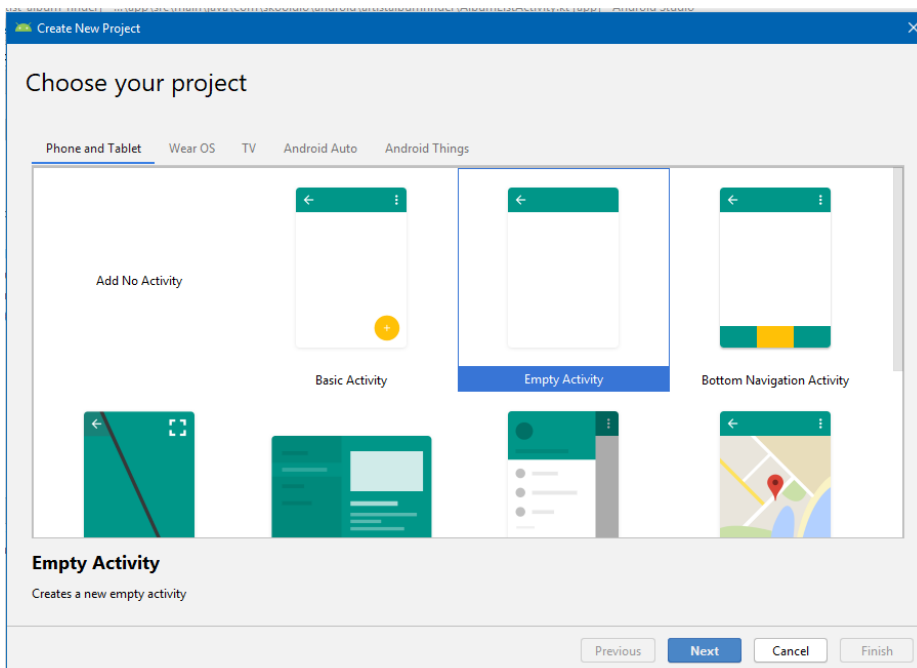 Create New Project
Choose your project
Phone and Tablet Wear OS TV Android Auto Android Things
Add No Activity
Basic Activity
Empty Activity
Bottom Navigation Activity
Empty Activity
Creates a new empty activity
Previous Next Cancel Finish